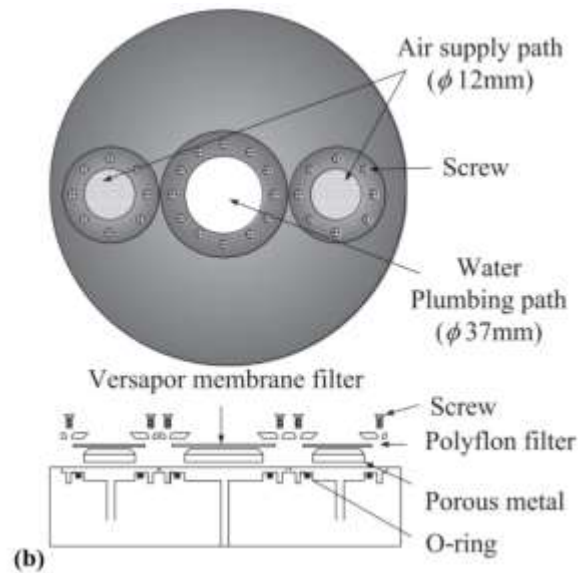 Air supply path
(ϕ 12mm)
Screw
Water
Plumbing path
(ϕ 37mm)
Versapor membrane filter
Screw
Polyflon filter
Porous metal
O-ring
(b)